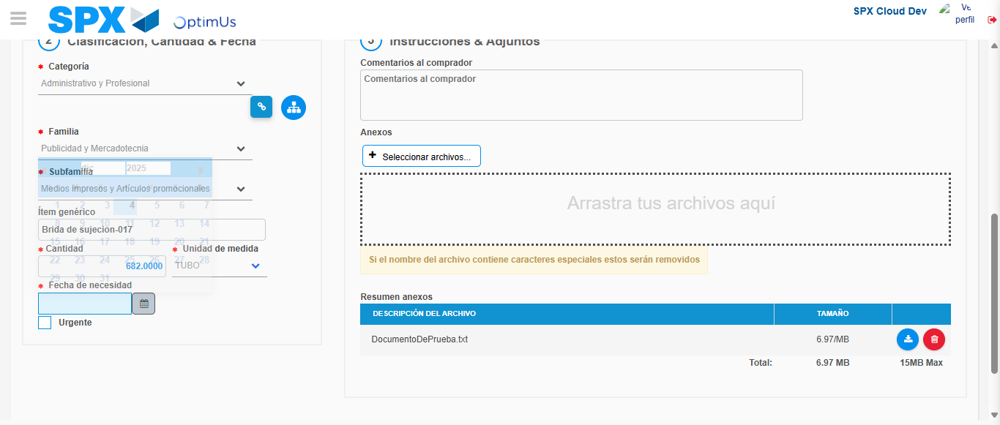 SPX
OptimUs
SPX Cloud Dev
Ve
perfil
2 Clasificación, Cantidad & Fecha
* Categoría
Administrativo y Profesional
* Familia
Publicidad y Mercadotecnia
dic 2025
* Subfamilia
Medios Impresos y Artículos promocionales
1 2 3 4 5 6 7
Ítem genérico
8 9 10 11 12 13 14
Brida de sujecion-017
15 16 17 18 19 20 21
* Cantidad
* Unidad de medida
22 23 24 25 26 27 28
682.0000
TUBO
29 30 31
* Fecha de necesidad
Urgente
Instrucciones & Adjuntos
Comentarios al comprador
Comentarios al comprador
Anexos
+ Seleccionar archivos...
Arrastra tus archivos aquí
Si el nombre del archivo contiene caracteres especiales estos serán removidos
Resumen anexos
DESCRIPCIÓN DEL ARCHIVO TAMAÑO
DocumentoDePrueba.txt 6.97/MB
Total: 6.97 MB 15MB Max